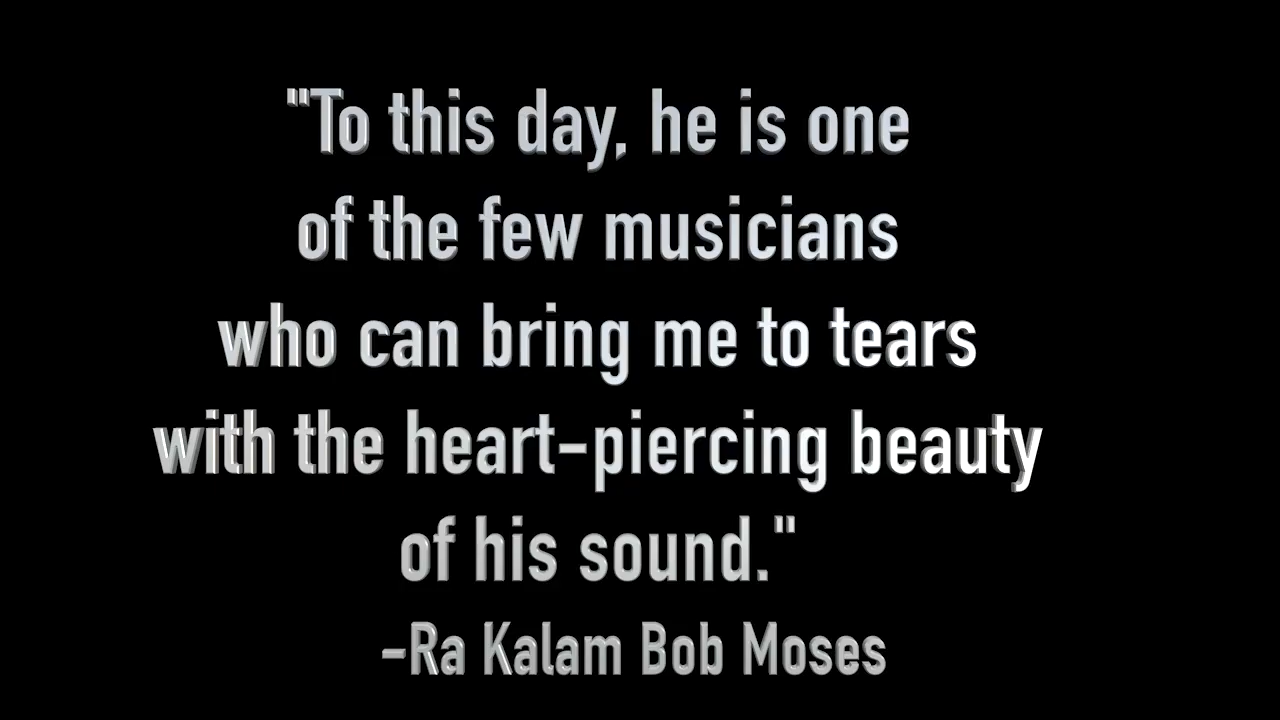 "To this day, he is one
of the few musicians
who can bring me to tears
with the heart-piercing beauty
of his sound."
-Ra Kalam Bob Moses